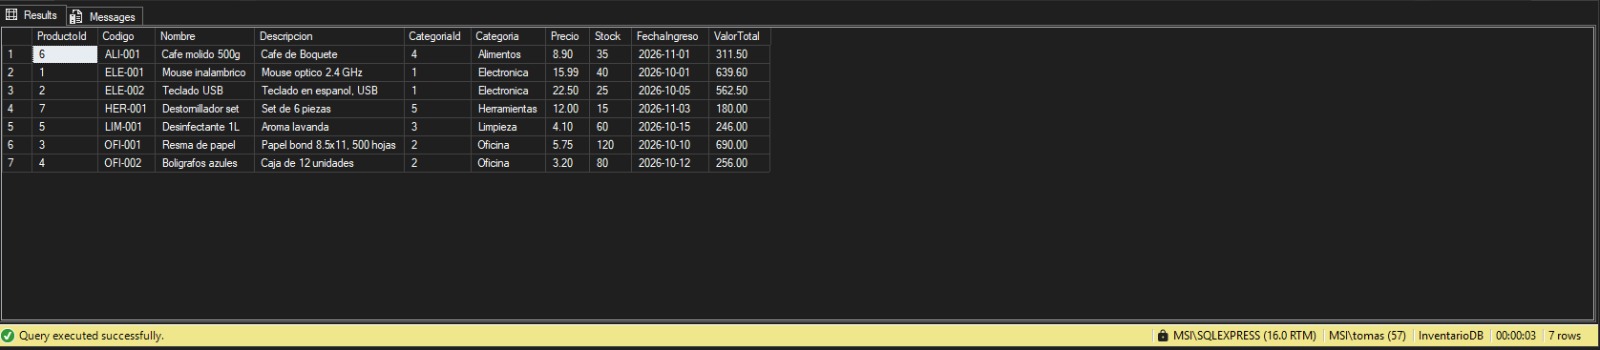 Results Messages
ProductoId Codigo Nombre Descripcion CategoriaId Categoria Precio Stock FechaIngreso ValorTotal
1 6 ALI-001 Cafe molido 500g Cafe de Boquete 4 Alimentos 8.90 35 2026-11-01 311.50
2 1 ELE-001 Mouse inalambrico Mouse optico 2.4 GHz 1 Electronica 15.99 40 2026-10-01 639.60
3 2 ELE-002 Teclado USB Teclado en espanol, USB 1 Electronica 22.50 25 2026-10-05 562.50
4 7 HER-001 Destornillador set Set de 6 piezas 5 Herramientas 12.00 15 2026-11-03 180.00
5 5 LIM-001 Desinfectante 1L Aroma lavanda 3 Limpieza 4.10 60 2026-10-15 246.00
6 3 OFI-001 Resma de papel Papel bond 8.5x11, 500 hojas 2 Oficina 5.75 120 2026-10-10 690.00
7 4 OFI-002 Boligrafos azules Caja de 12 unidades 2 Oficina 3.20 80 2026-10-12 256.00
Query executed successfully. MSI\SQLEXPRESS (16.0 RTM) MSI\tomas (57) InventarioDB 00:00:03 7 rows